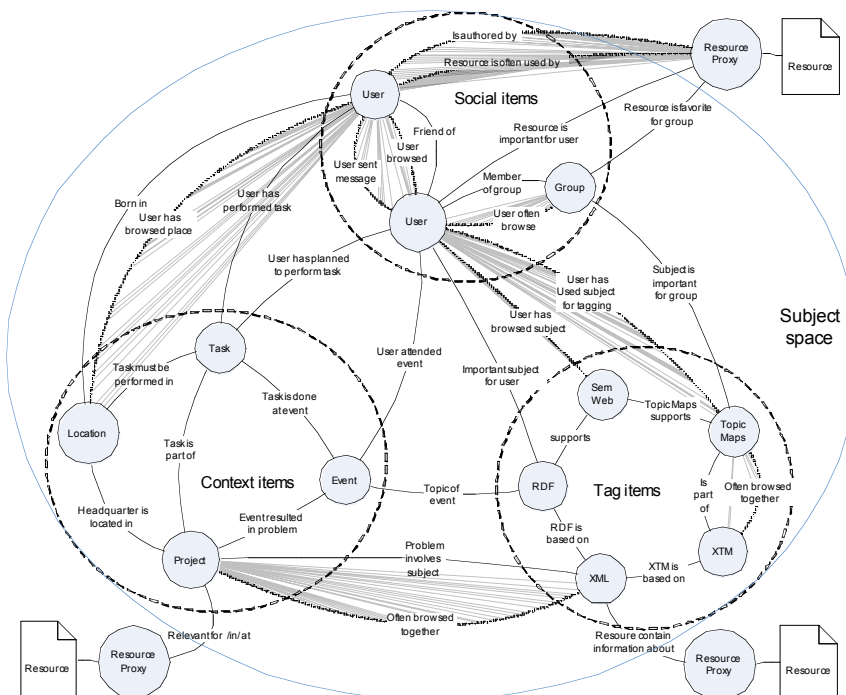 Isauthored by
Resource
Proxy
Resource
Resource is often used by
User
Social items
Resource is favorite
for group
Friend of
Resource is
important for user
User
browsed
User sent
message
Member
of group
Group
Born in
User has
performed task
User has
browsed place
User
User often
browse
User has planned
to perform task
Subject is
important
for group
User has
Used subject
for tagging
User has
browsed subject
Subject
space
Task
User attended
event
Important subject
for user
Task must be
performed in
Sem
Web
Topic Maps
supports
Topic
Maps
Task is done
at event
Location
supports
Task is
part of
Context items
Event
Topic of
event
RDF
Tag items
Is
part
of
Often browsed
together
Headquarter is
located in
Event resulted
in problem
RDF is
based on
Project
Problem
involves
subject
XML
XTM is
based on
XTM
Often browsed
together
Relevant for /in/at
Resoure contain
information about
Resource
Resource
Proxy
Resource
Proxy
Resource